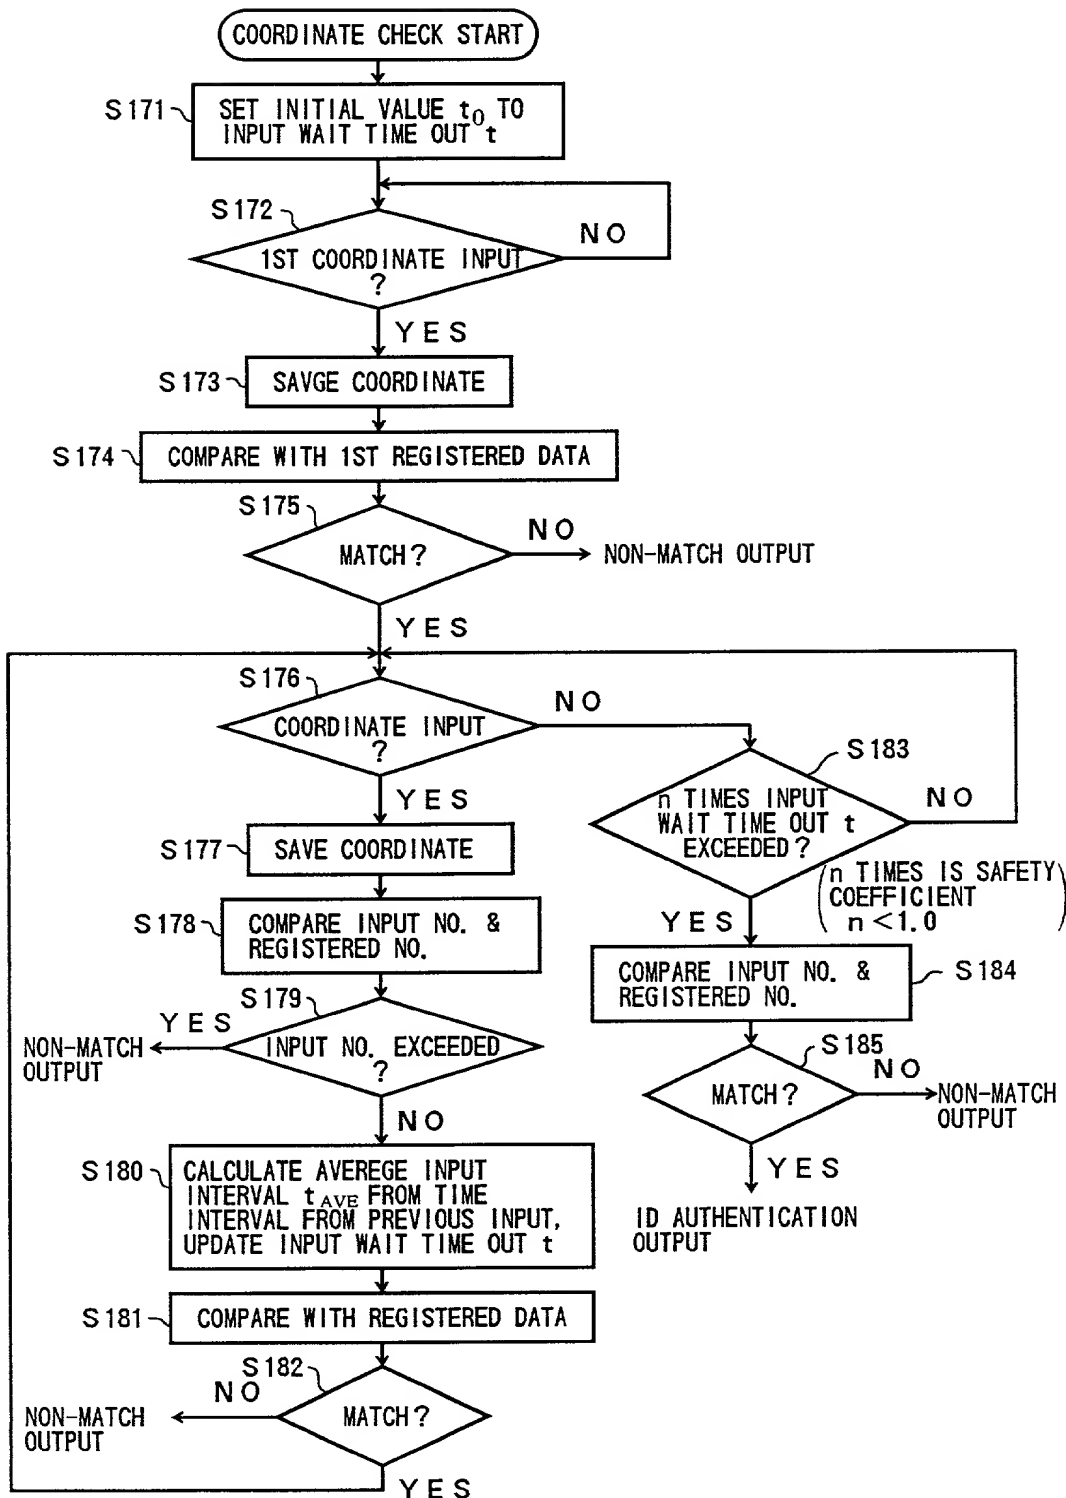 COORDINATE CHECK START
S171
SET INITIAL VALUE t0 TO
INPUT WAIT TIME OUT t
S172
NO
1ST COORDINATE INPUT
?
YES
S173
SAVGE COORDINATE
S174
COMPARE WITH 1ST REGISTERED DATA
S175
NO
MATCH?
NON-MATCH OUTPUT
YES
S176
NO
COORDINATE INPUT
?
YES
S183
n TIMES INPUT
WAIT TIME OUT t
EXCEEDED?
NO
(n TIMES IS SAFETY
COEFFICIENT
n<1.0)
YES
S177
SAVE COORDINATE
S178
COMPARE INPUT NO. &
REGISTERED NO.
S184
COMPARE INPUT NO. &
REGISTERED NO.
S179
YES
NON-MATCH
OUTPUT
INPUT NO. EXCEEDED
?
NO
S185
MATCH?
NO
NON-MATCH
OUTPUT
YES
ID AUTHENTICATION
OUTPUT
S180
CALCULATE AVEREGE INPUT
INTERVAL tAVE FROM TIME
INTERVAL FROM PREVIOUS INPUT,
UPDATE INPUT WAIT TIME OUT t
S181
COMPARE WITH REGISTERED DATA
S182
NO
NON-MATCH
OUTPUT
MATCH?
YES